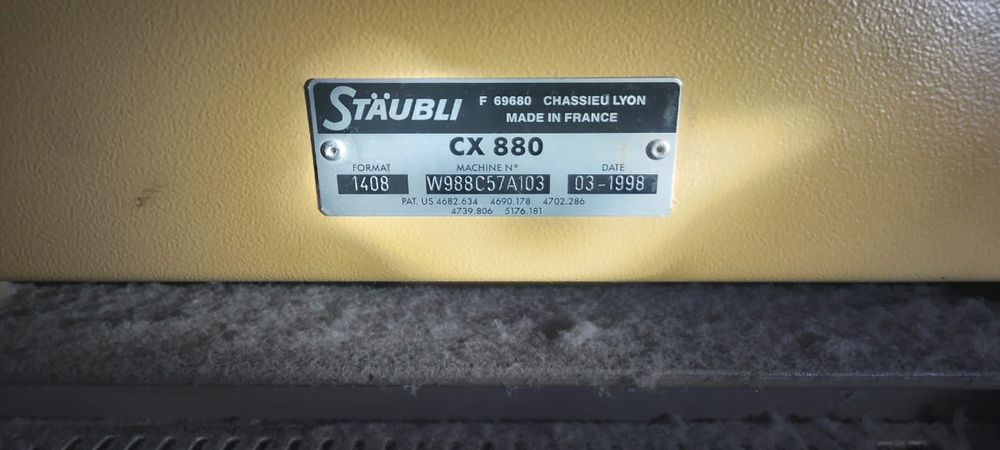 STÄUBLI F 69680 CHASSIEU LYON
MADE IN FRANCE
CX 880
FORMAT MACHINE N° DATE
1408 W988C57A103 03-1998
PAT. US 4682.634 4690.178 4702.286
4739.806 5176.181